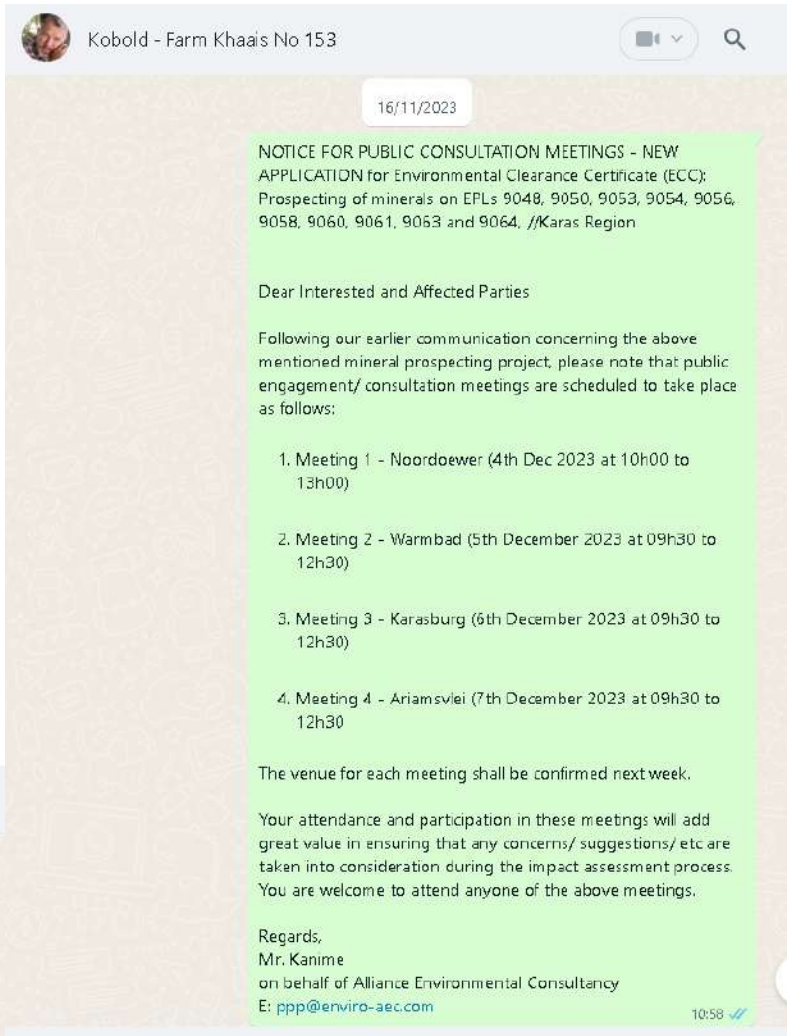 Kobold - Farm Khaais No 153
16/11/2023
NOTICE FOR PUBLIC CONSULTATION MEETINGS - NEW
APPLICATION for Environmental Clearance Certificate (ECC):
Prospecting of minerals on EPLs 9048, 9050, 9053, 9054, 9056,
9058, 9060, 9061, 9063 and 9064, //Karas Region
Dear Interested and Affected Parties
Following our earlier communication concerning the above
mentioned mineral prospecting project, please note that public
engagement/ consultation meetings are scheduled to take place
as follows:
1. Meeting 1 - Noordoewer (4th Dec 2023 at 10h00 to
13h00)
2. Meeting 2 - Warmbad (5th December 2023 at 09h30 to
12h30)
3. Meeting 3 - Karasburg (6th December 2023 at 09h30 to
12h30)
4. Meeting 4 - Ariamsvlei (7th December 2023 at 09h30 to
12h30
The venue for each meeting shall be confirmed next week.
Your attendance and participation in these meetings will add
great value in ensuring that any concerns/ suggestions/ etc are
taken into consideration during the impact assessment process.
You are welcome to attend anyone of the above meetings.
Regards,
Mr. Kanime
on behalf of Alliance Environmental Consultancy
E: ppp@enviro-aec.com
10:58